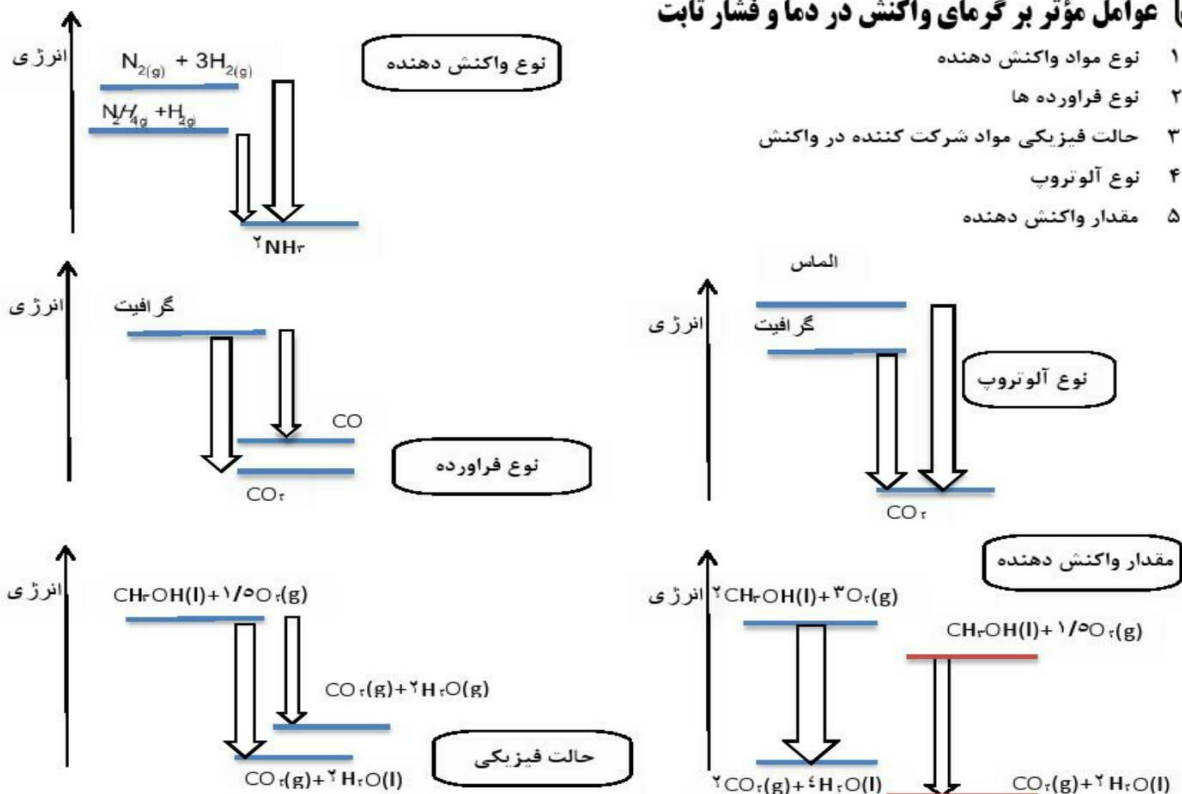 عوامل مؤثر بر گرمای واکنش در دما و فشار ثابت
۱ نوع مواد واکنش دهنده
۲ نوع فراورده ها
۳ حالت فیزیکی مواد شرکت کننده در واکنش
۴ نوع آلوتروپ
۵ مقدار واکنش دهنده
انرژی
N2(g) + 3H2(g)
N2H4(g) +H2(g)
۲NH۳
نوع واکنش دهنده
انرژی
گرافیت
CO
CO۲
نوع فراورده
انرژی
الماس
گرافیت
CO۲
نوع آلوتروپ
انرژی
CH۳OH(l)+۱/۵O۲(g)
CO۲(g)+۲H۲O(g)
CO۲(g)+۲H۲O(l)
حالت فیزیکی
مقدار واکنش دهنده
انرژی
۲CH۳OH(l)+۳O۲(g)
CH۳OH(l)+۱/۵O۲(g)
۲CO۲(g)+٤H۲O(l)
CO۲(g)+۲H۲O(l)